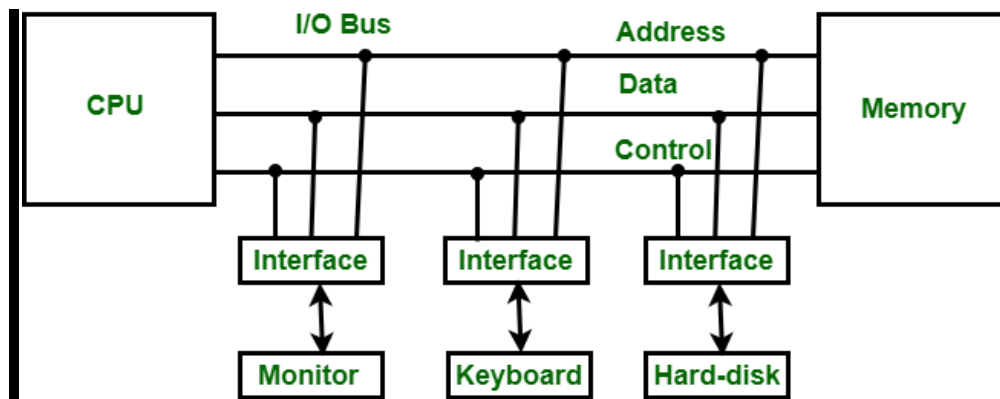 I/O Bus
Address
CPU
Data
Memory
Control
Interface
Interface
Interface
Monitor
Keyboard
Hard-disk